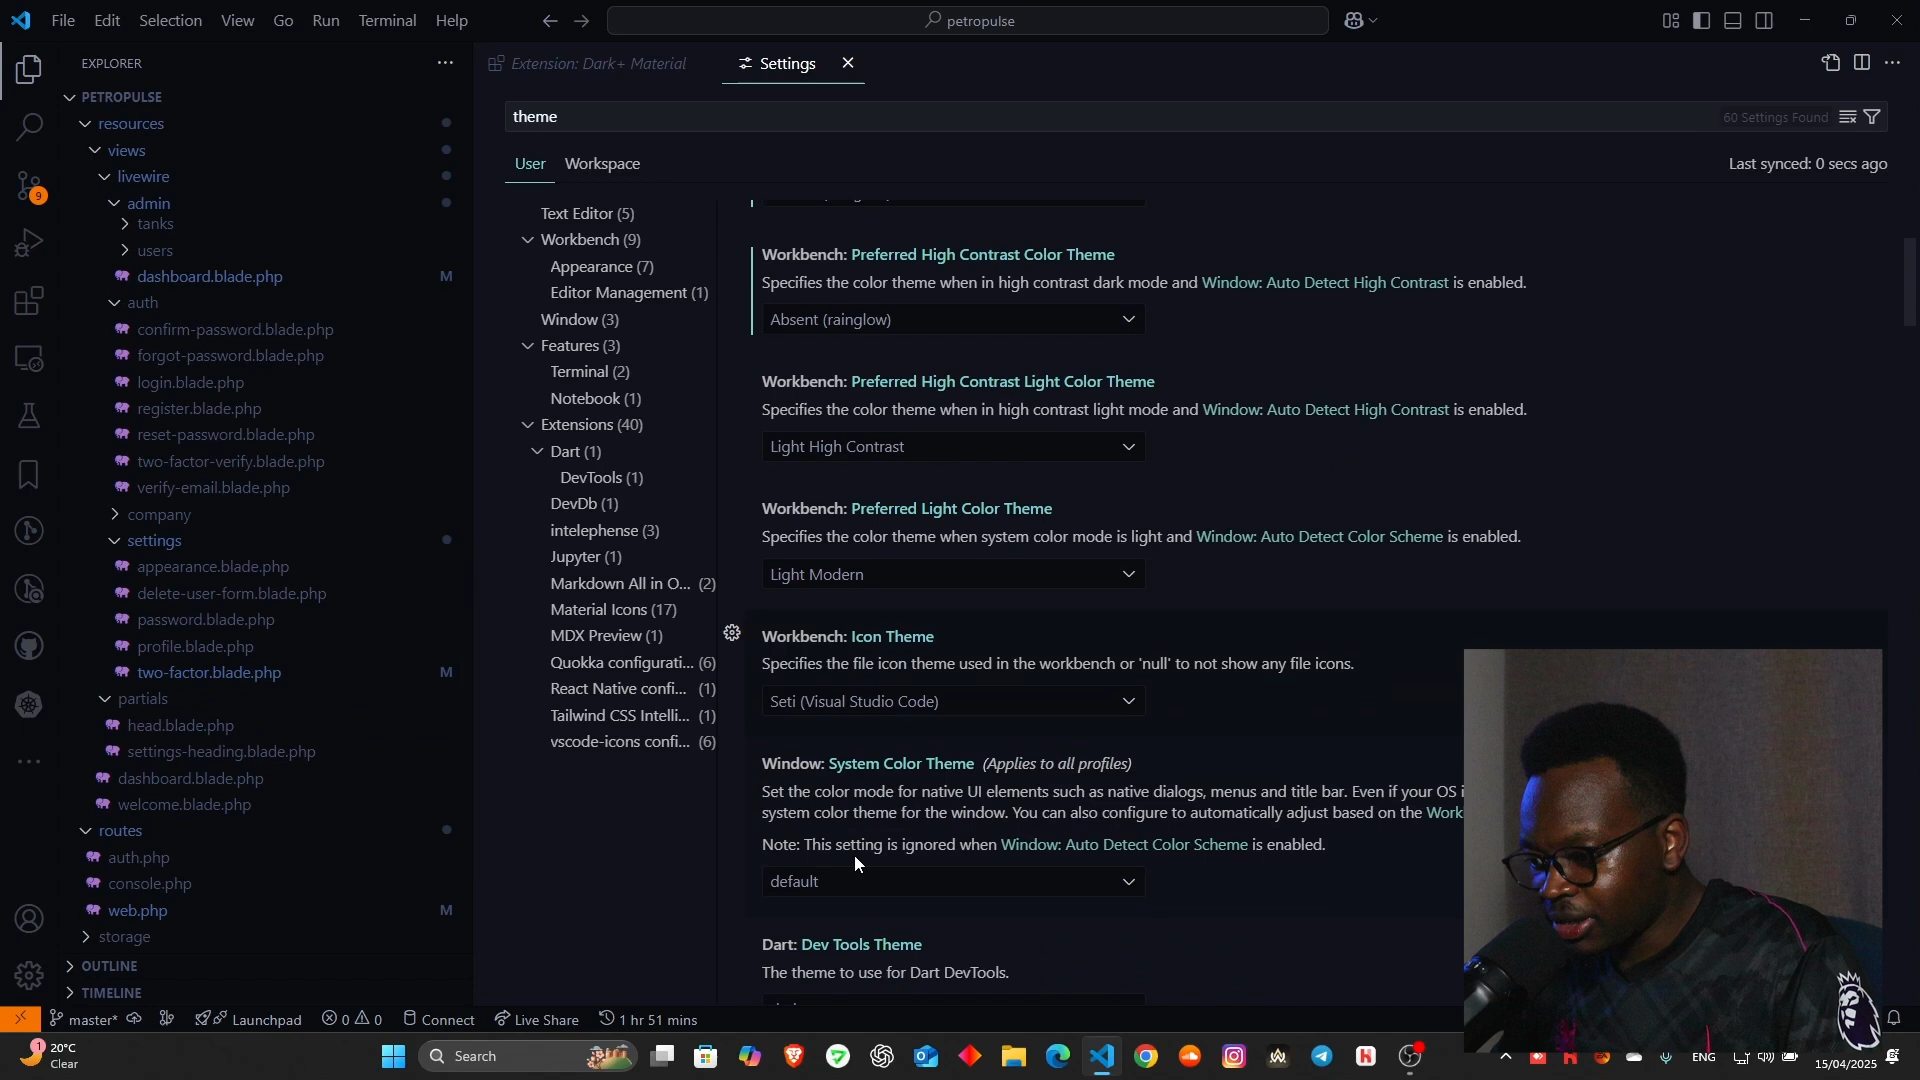 File Edit Selection View Go Run Terminal Help
petropulse
EXPLORER
PETROPULSE
resources
views
livewire
admin
tanks
users
dashboard.blade.php M
auth
confirm-password.blade.php
forgot-password.blade.php
login.blade.php
register.blade.php
reset-password.blade.php
two-factor-verify.blade.php
verify-email.blade.php
company
settings
appearance.blade.php
delete-user-form.blade.php
password.blade.php
profile.blade.php
two-factor.blade.php M
partials
head.blade.php
settings-heading.blade.php
dashboard.blade.php
welcome.blade.php
routes
auth.php
console.php
web.php M
storage
OUTLINE
TIMELINE
9
Extension: Dark+ Material
Settings
theme
60 Settings Found
User Workspace
Last synced: 0 secs ago
Text Editor (5)
Workbench (9)
Appearance (7)
Editor Management (1)
Window (3)
Features (3)
Terminal (2)
Notebook (1)
Extensions (40)
Dart (1)
DevTools (1)
DevDb (1)
intelephense (3)
Jupyter (1)
Markdown All in O... (2)
Material Icons (17)
MDX Preview (1)
Quokka configurati... (6)
React Native confi... (1)
Tailwind CSS Intelli... (1)
vscode-icons confi... (6)
Workbench: Preferred High Contrast Color Theme
Specifies the color theme when in high contrast dark mode and Window: Auto Detect High Contrast is enabled.
Absent (rainglow)
Workbench: Preferred High Contrast Light Color Theme
Specifies the color theme when in high contrast light mode and Window: Auto Detect High Contrast is enabled.
Light High Contrast
Workbench: Preferred Light Color Theme
Specifies the color theme when system color mode is light and Window: Auto Detect Color Scheme is enabled.
Light Modern
Workbench: Icon Theme
Specifies the file icon theme used in the workbench or 'null' to not show any file icons.
Seti (Visual Studio Code)
Window: System Color Theme (Applies to all profiles)
Set the color mode for native UI elements such as native dialogs, menus and title bar. Even if your OS i
system color theme for the window. You can also configure to automatically adjust based on the Work
Note: This setting is ignored when Window: Auto Detect Color Scheme is enabled.
default
Dart: Dev Tools Theme
The theme to use for Dart DevTools.
master* Launchpad 0 0 Connect Live Share 1 hr 51 mins
1
20°C
Clear
Search
ENG
15/04/2025